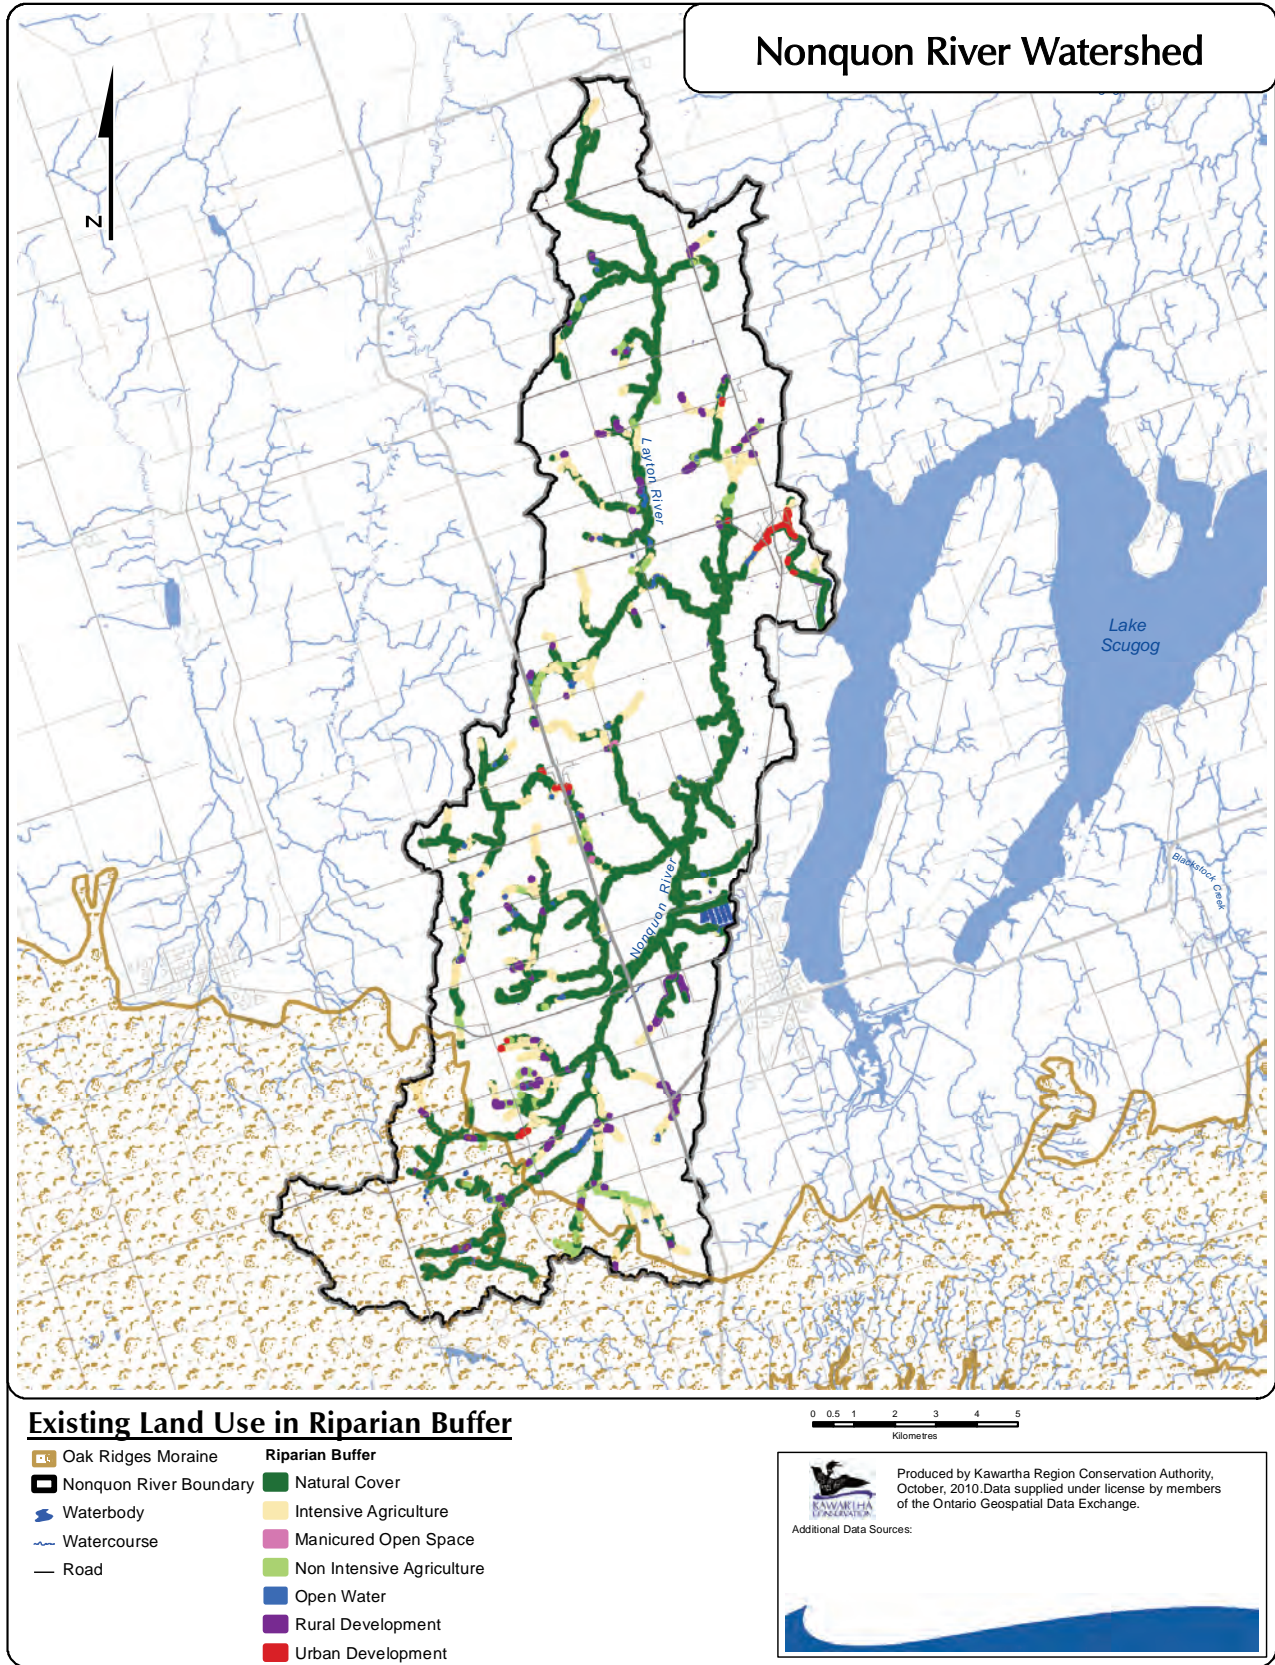 Nonquon River Watershed
N
Layton River
Lake
Scugog
Blackstock Creek
Nonquon River
Existing Land Use in Riparian Buffer
Oak Ridges Moraine
Nonquon River Boundary
Waterbody
Watercourse
Road
Riparian Buffer
Natural Cover
Intensive Agriculture
Manicured Open Space
Non Intensive Agriculture
Open Water
Rural Development
Urban Development
0 0.5 1 2 3 4 5
Kilometres
KAWARTHA
CONSERVATION
Produced by Kawartha Region Conservation Authority,
October, 2010.Data supplied under license by members
of the Ontario Geospatial Data Exchange.
Additional Data Sources: